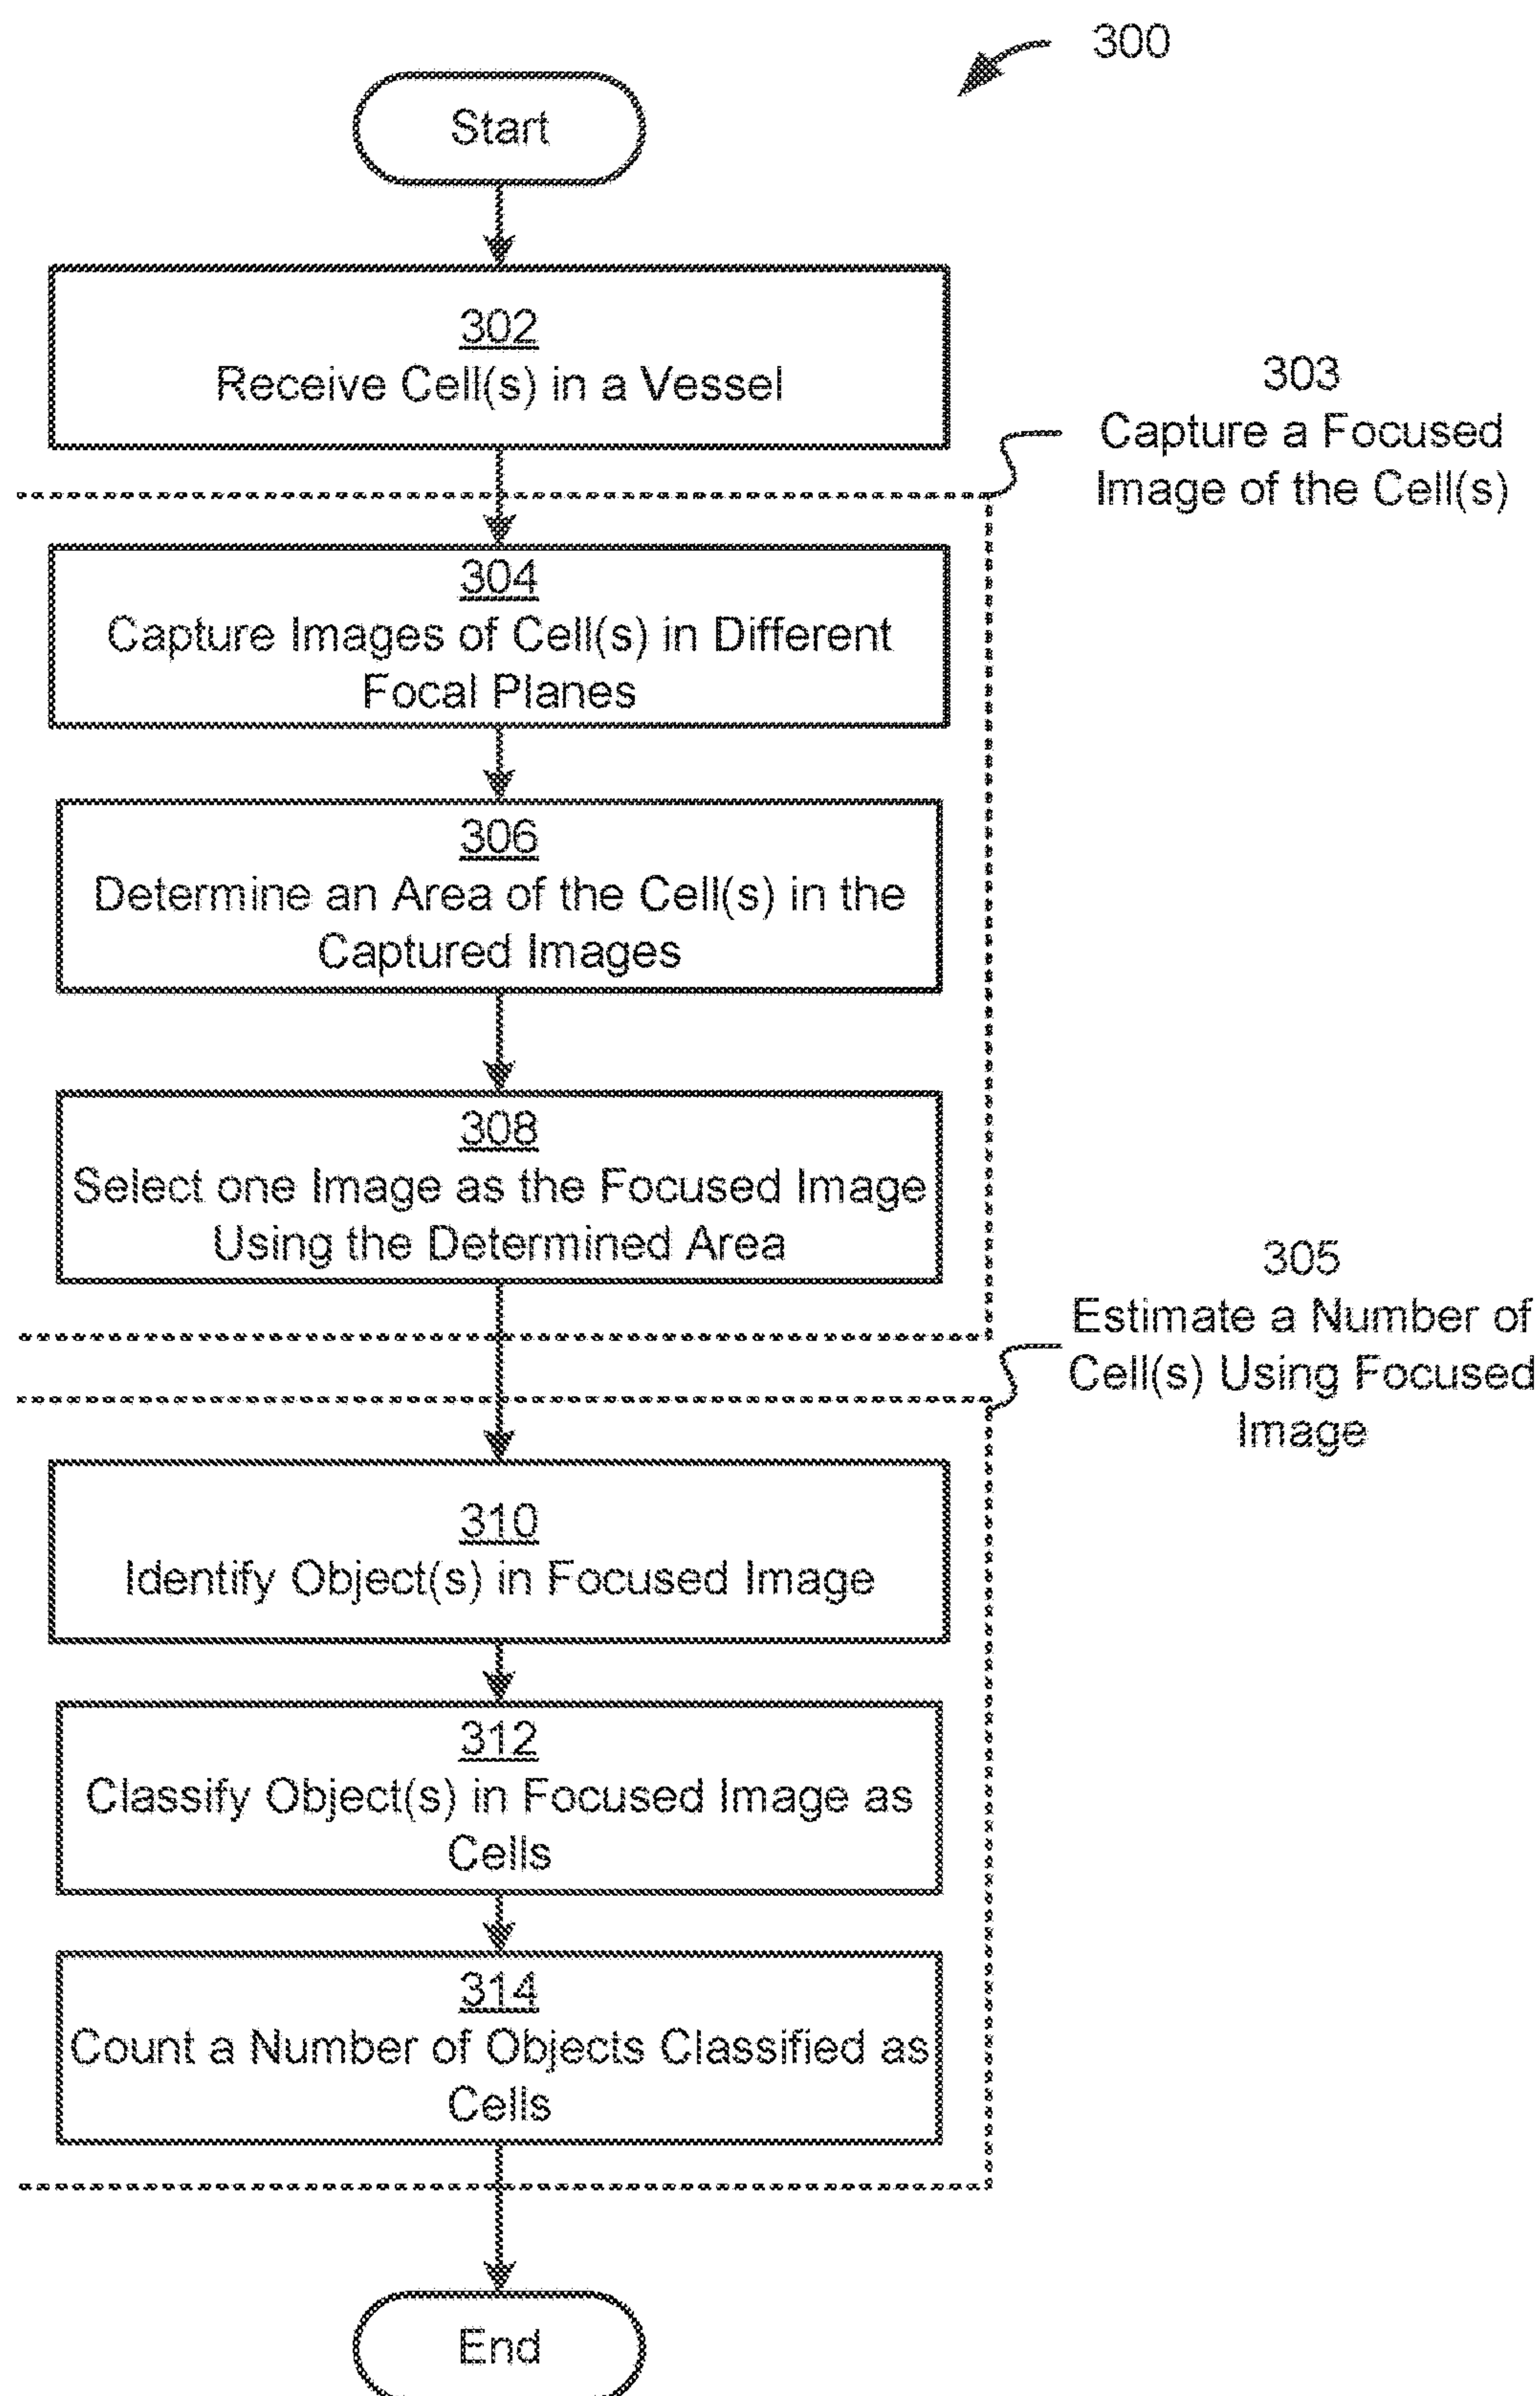 300
Start
302
Receive Cell(s) in a Vessel
303
Capture a Focused
Image of the Cell(s)
304
Capture Images of Cell(s) in Different
Focal Planes
306
Determine an Area of the Cell(s) in the
Captured Images
308
Select one Image as the Focused Image
Using the Determined Area
305
Estimate a Number of
Cell(s) Using Focused
Image
310
Identify Object(s) in Focused Image
312
Classify Object(s) in Focused Image as
Cells
314
Count a Number of Objects Classified as
Cells
End